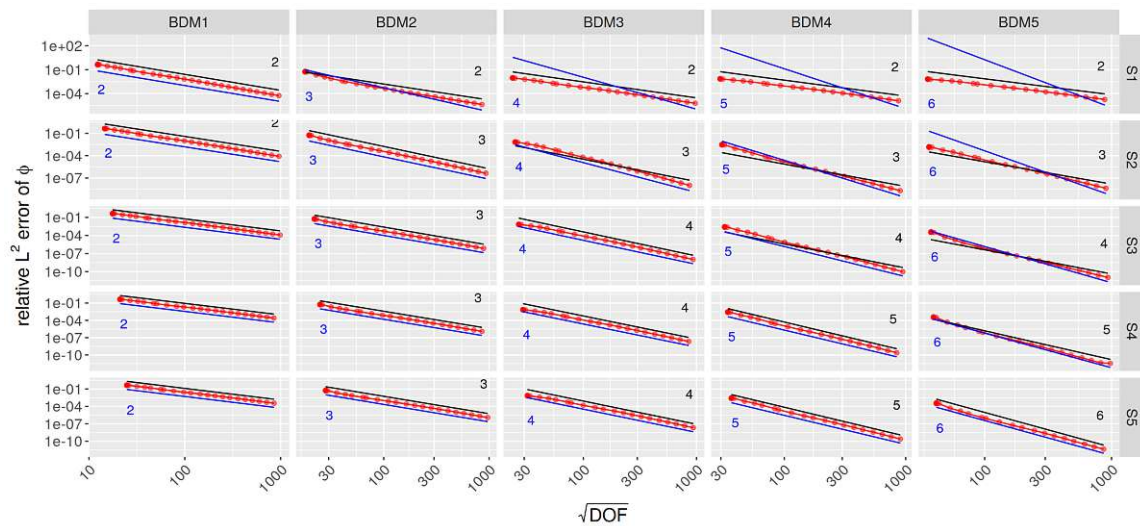 BDM1 BDM2 BDM3 BDM4 BDM5
relative L² error of ϕ
1e+02 2 2 2 2 2 S1
1e-01
1e-04 2 3 4 5 6
1e-01 2 3 3 3 3 S2
1e-04
1e-07 2 3 4 5 6
1e-01 2 3 4 4 4 S3
1e-04
1e-07 2 3 4 5 6
1e-10
1e-01 2 3 4 5 5 S4
1e-04
1e-07 2 3 4 5 6
1e-10
1e-01 2 3 4 5 6 S5
1e-04
1e-07 2 3 4 5 6
1e-10
10 100 1000 30 100 300 1000 30 100 300 1000 30 100 300 1000 30 100 300 1000
√DOF